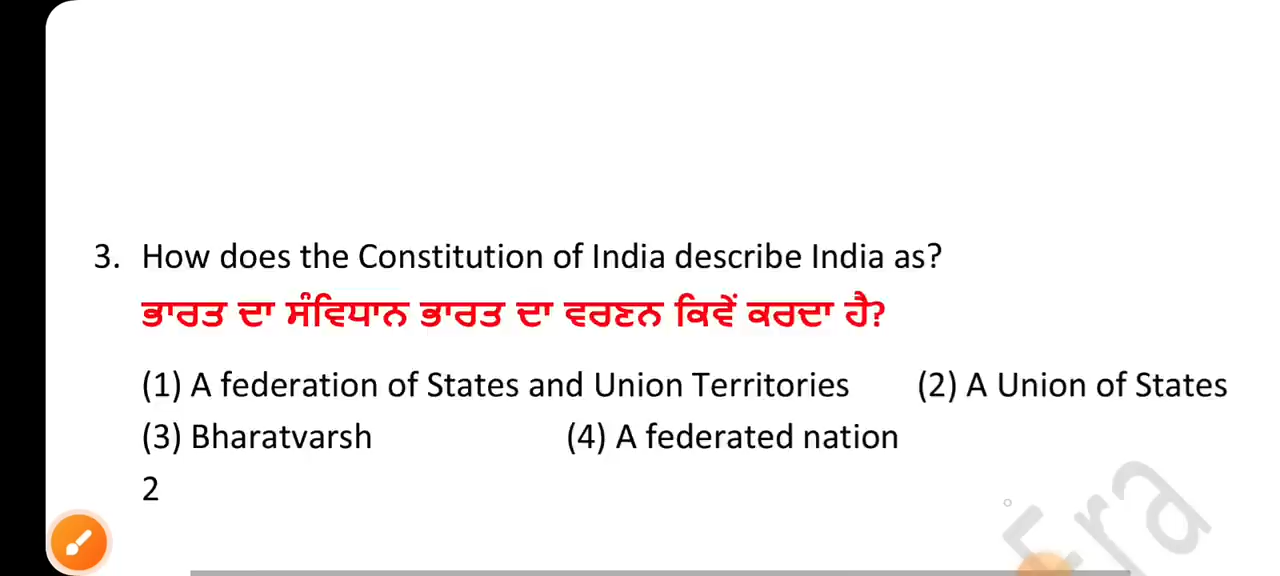 3. How does the Constitution of India describe India as?
ਭਾਰਤ ਦਾ ਸੰਵਿਧਾਨ ਭਾਰਤ ਦਾ ਵਰਣਨ ਕਿਵੇਂ ਕਰਦਾ ਹੈ?
(1) A federation of States and Union Territories (2) A Union of States
(3) Bharatvarsh (4) A federated nation
2
Era